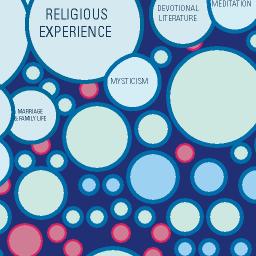 RELIGIOUS
EXPERIENCE
DEVOTIONAL
LITERATURE
MEDITATION
MYSTICISM
MARRIAGE
& FAMILY LIFE